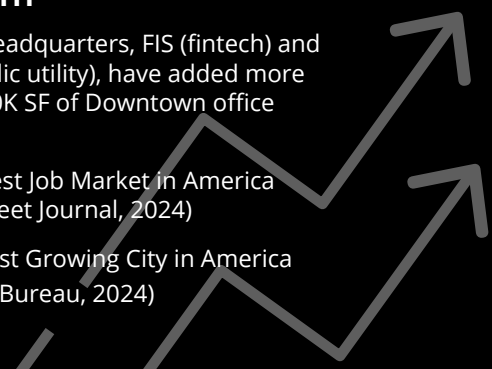 eadquarters, FIS (fintech) and
lic utility), have added more
0K SF of Downtown office
est Job Market in America
eet Journal, 2024)
st Growing City in America
Bureau, 2024)